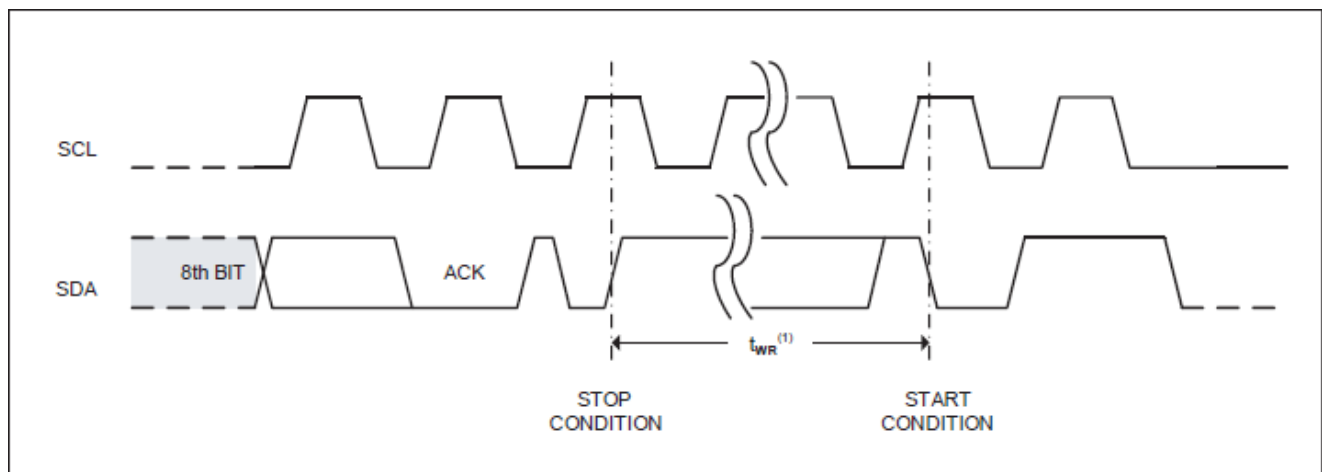 SCL
SDA
8th BIT
ACK
tWR(1)
STOP
CONDITION
START
CONDITION